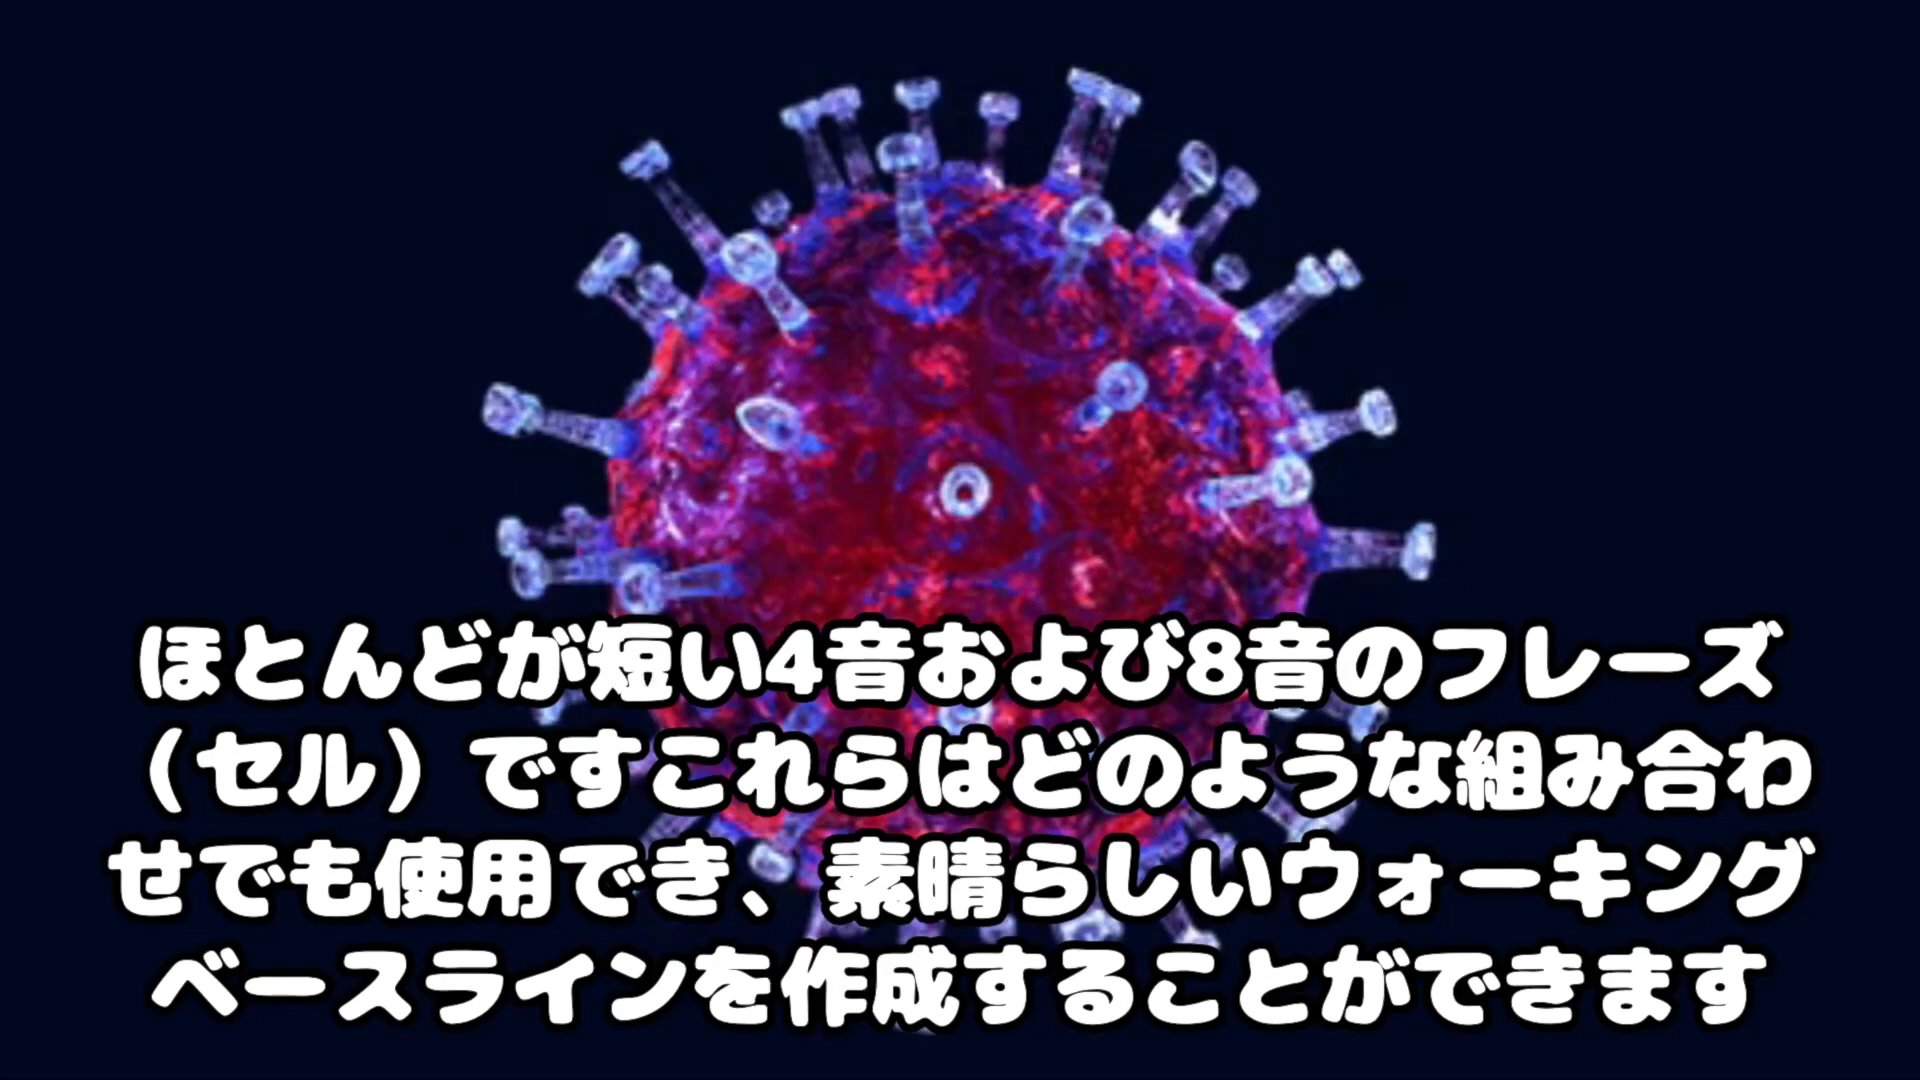 ほとんどが短い4音および8音のフレーズ
（セル）ですこれらはどのような組み合わ
せでも使用でき、素晴らしいウォーキング
ベースラインを作成することができます